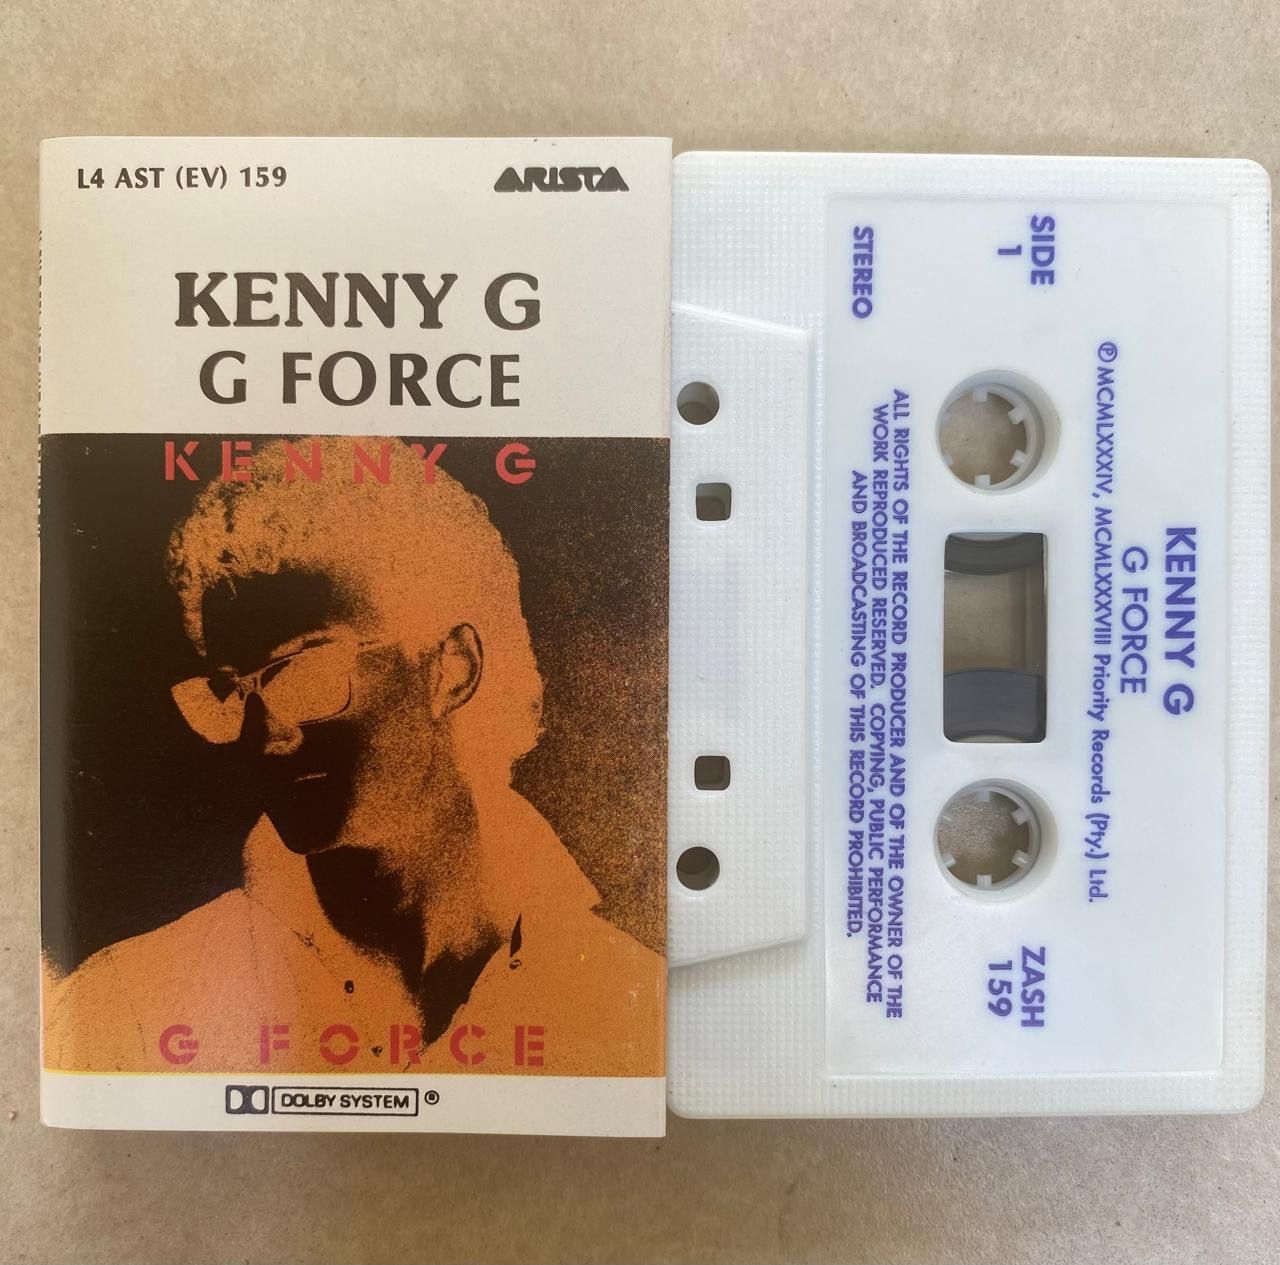 L4 AST (EV) 159
ARISTA
KENNY G
G FORCE
KENNY G
G FORCE
DOLBY SYSTEM ®
KENNY G
G FORCE
℗ MCMLXXXIV, MCMLXXXVIII Priority Records (Pty.) Ltd.
SIDE
1
ZASH
159
STEREO
ALL RIGHTS OF THE RECORD PRODUCER AND OF THE OWNER OF THE
WORK REPRODUCED RESERVED. COPYING, PUBLIC PERFORMANCE
AND BROADCASTING OF THIS RECORD PROHIBITED.